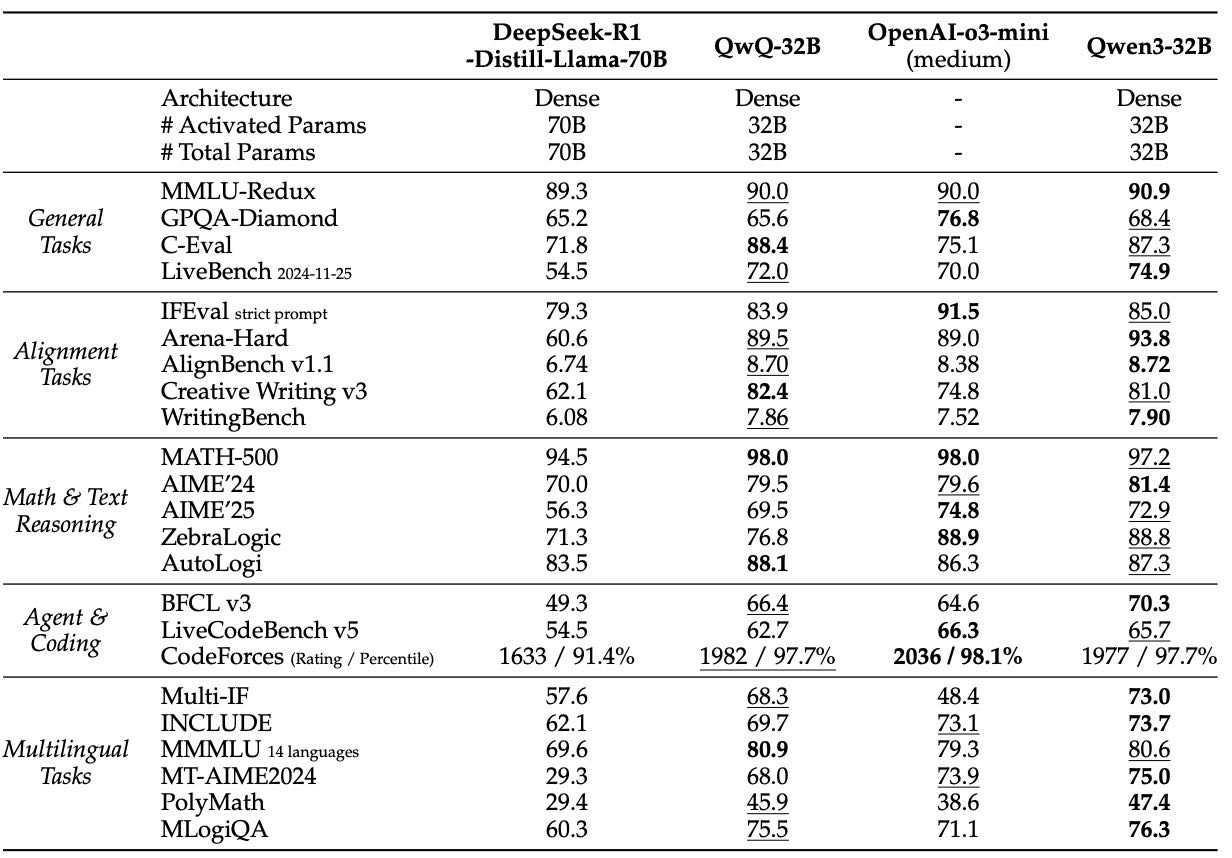 DeepSeek-R1 -Distill-Llama-70B QwQ-32B OpenAI-o3-mini (medium) Qwen3-32B
Architecture Dense Dense - Dense
# Activated Params 70B 32B - 32B
# Total Params 70B 32B - 32B
General Tasks
MMLU-Redux 89.3 90.0 90.0 90.9
GPQA-Diamond 65.2 65.6 76.8 68.4
C-Eval 71.8 88.4 75.1 87.3
LiveBench 2024-11-25 54.5 72.0 70.0 74.9
Alignment Tasks
IFEval strict prompt 79.3 83.9 91.5 85.0
Arena-Hard 60.6 89.5 89.0 93.8
AlignBench v1.1 6.74 8.70 8.38 8.72
Creative Writing v3 62.1 82.4 74.8 81.0
WritingBench 6.08 7.86 7.52 7.90
Math & Text Reasoning
MATH-500 94.5 98.0 98.0 97.2
AIME’24 70.0 79.5 79.6 81.4
AIME’25 56.3 69.5 74.8 72.9
ZebraLogic 71.3 76.8 88.9 88.8
AutoLogi 83.5 88.1 86.3 87.3
Agent & Coding
BFCL v3 49.3 66.4 64.6 70.3
LiveCodeBench v5 54.5 62.7 66.3 65.7
CodeForces (Rating / Percentile) 1633 / 91.4% 1982 / 97.7% 2036 / 98.1% 1977 / 97.7%
Multilingual Tasks
Multi-IF 57.6 68.3 48.4 73.0
INCLUDE 62.1 69.7 73.1 73.7
MMMLU 14 languages 69.6 80.9 79.3 80.6
MT-AIME2024 29.3 68.0 73.9 75.0
PolyMath 29.4 45.9 38.6 47.4
MLogiQA 60.3 75.5 71.1 76.3